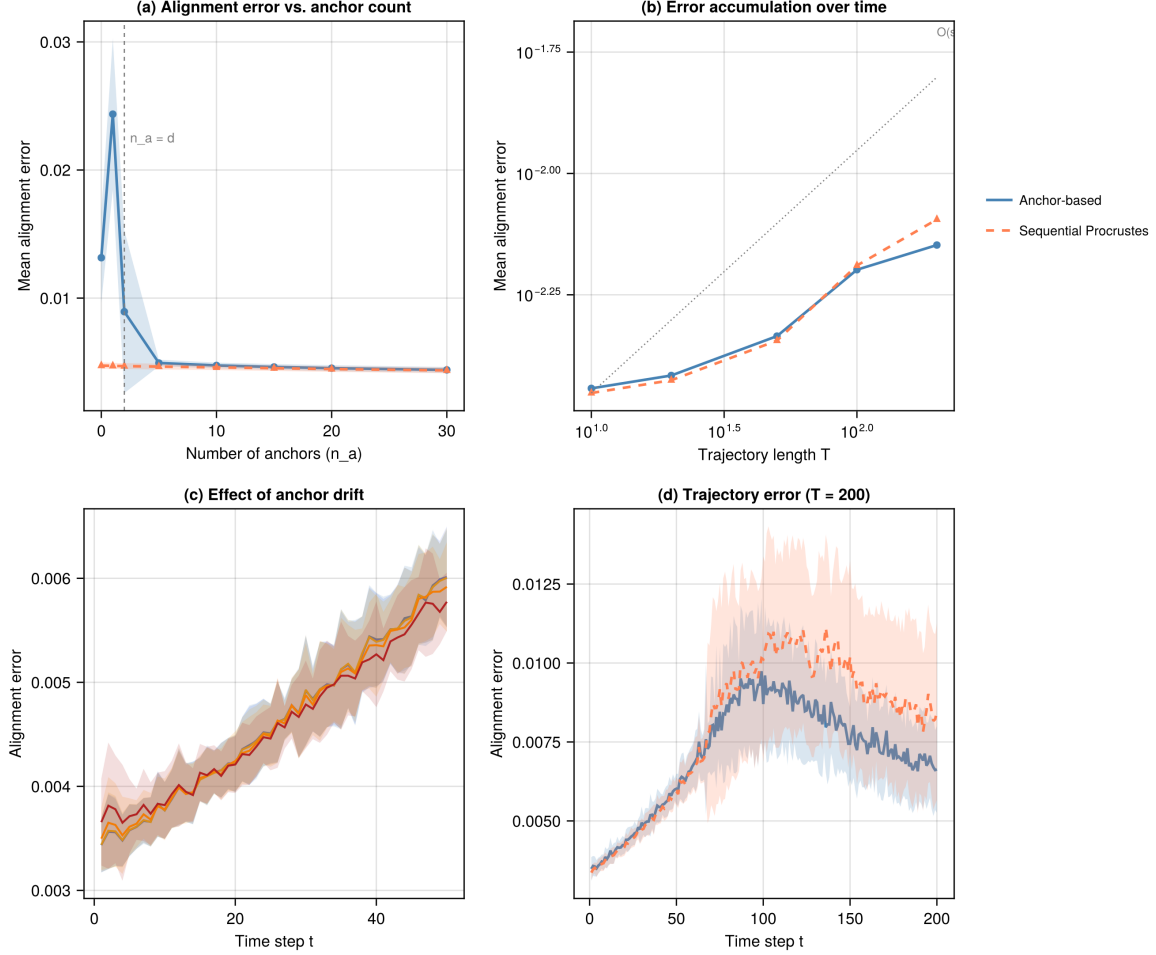 (a) Alignment error vs. anchor count
0.03
0.02
0.01
Mean alignment error
n_a = d
0 10 20 30
Number of anchors (n_a)
(b) Error accumulation over time
10^−1.75
10^−2.00
10^−2.25
Mean alignment error
10^1.0 10^1.5 10^2.0
Trajectory length T
Anchor-based
Sequential Procrustes
(c) Effect of anchor drift
0.006
0.005
0.004
0.003
Alignment error
0 20 40
Time step t
(d) Trajectory error (T = 200)
0.0125
0.0100
0.0075
0.0050
Alignment error
0 50 100 150 200
Time step t